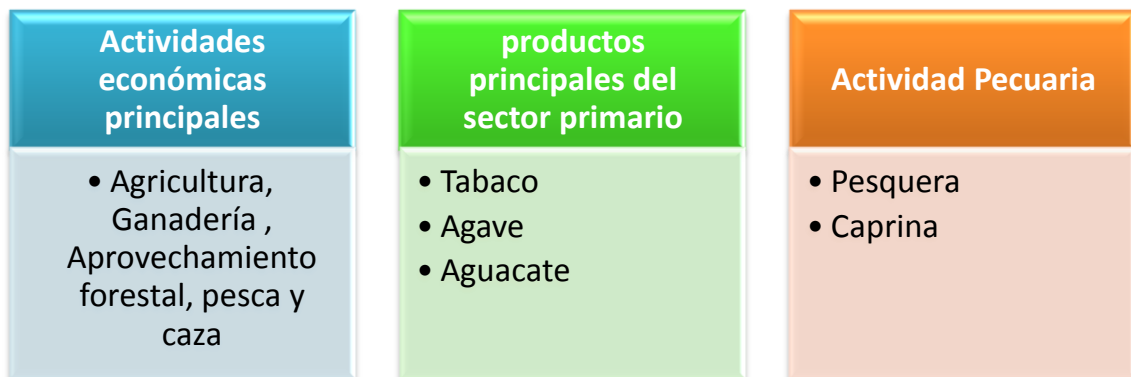 Actividades
económicas
principales
• Agricultura,
Ganadería ,
Aprovechamiento
forestal, pesca y
caza
productos
principales del
sector primario
• Tabaco
• Agave
• Aguacate
Actividad Pecuaria
• Pesquera
• Caprina